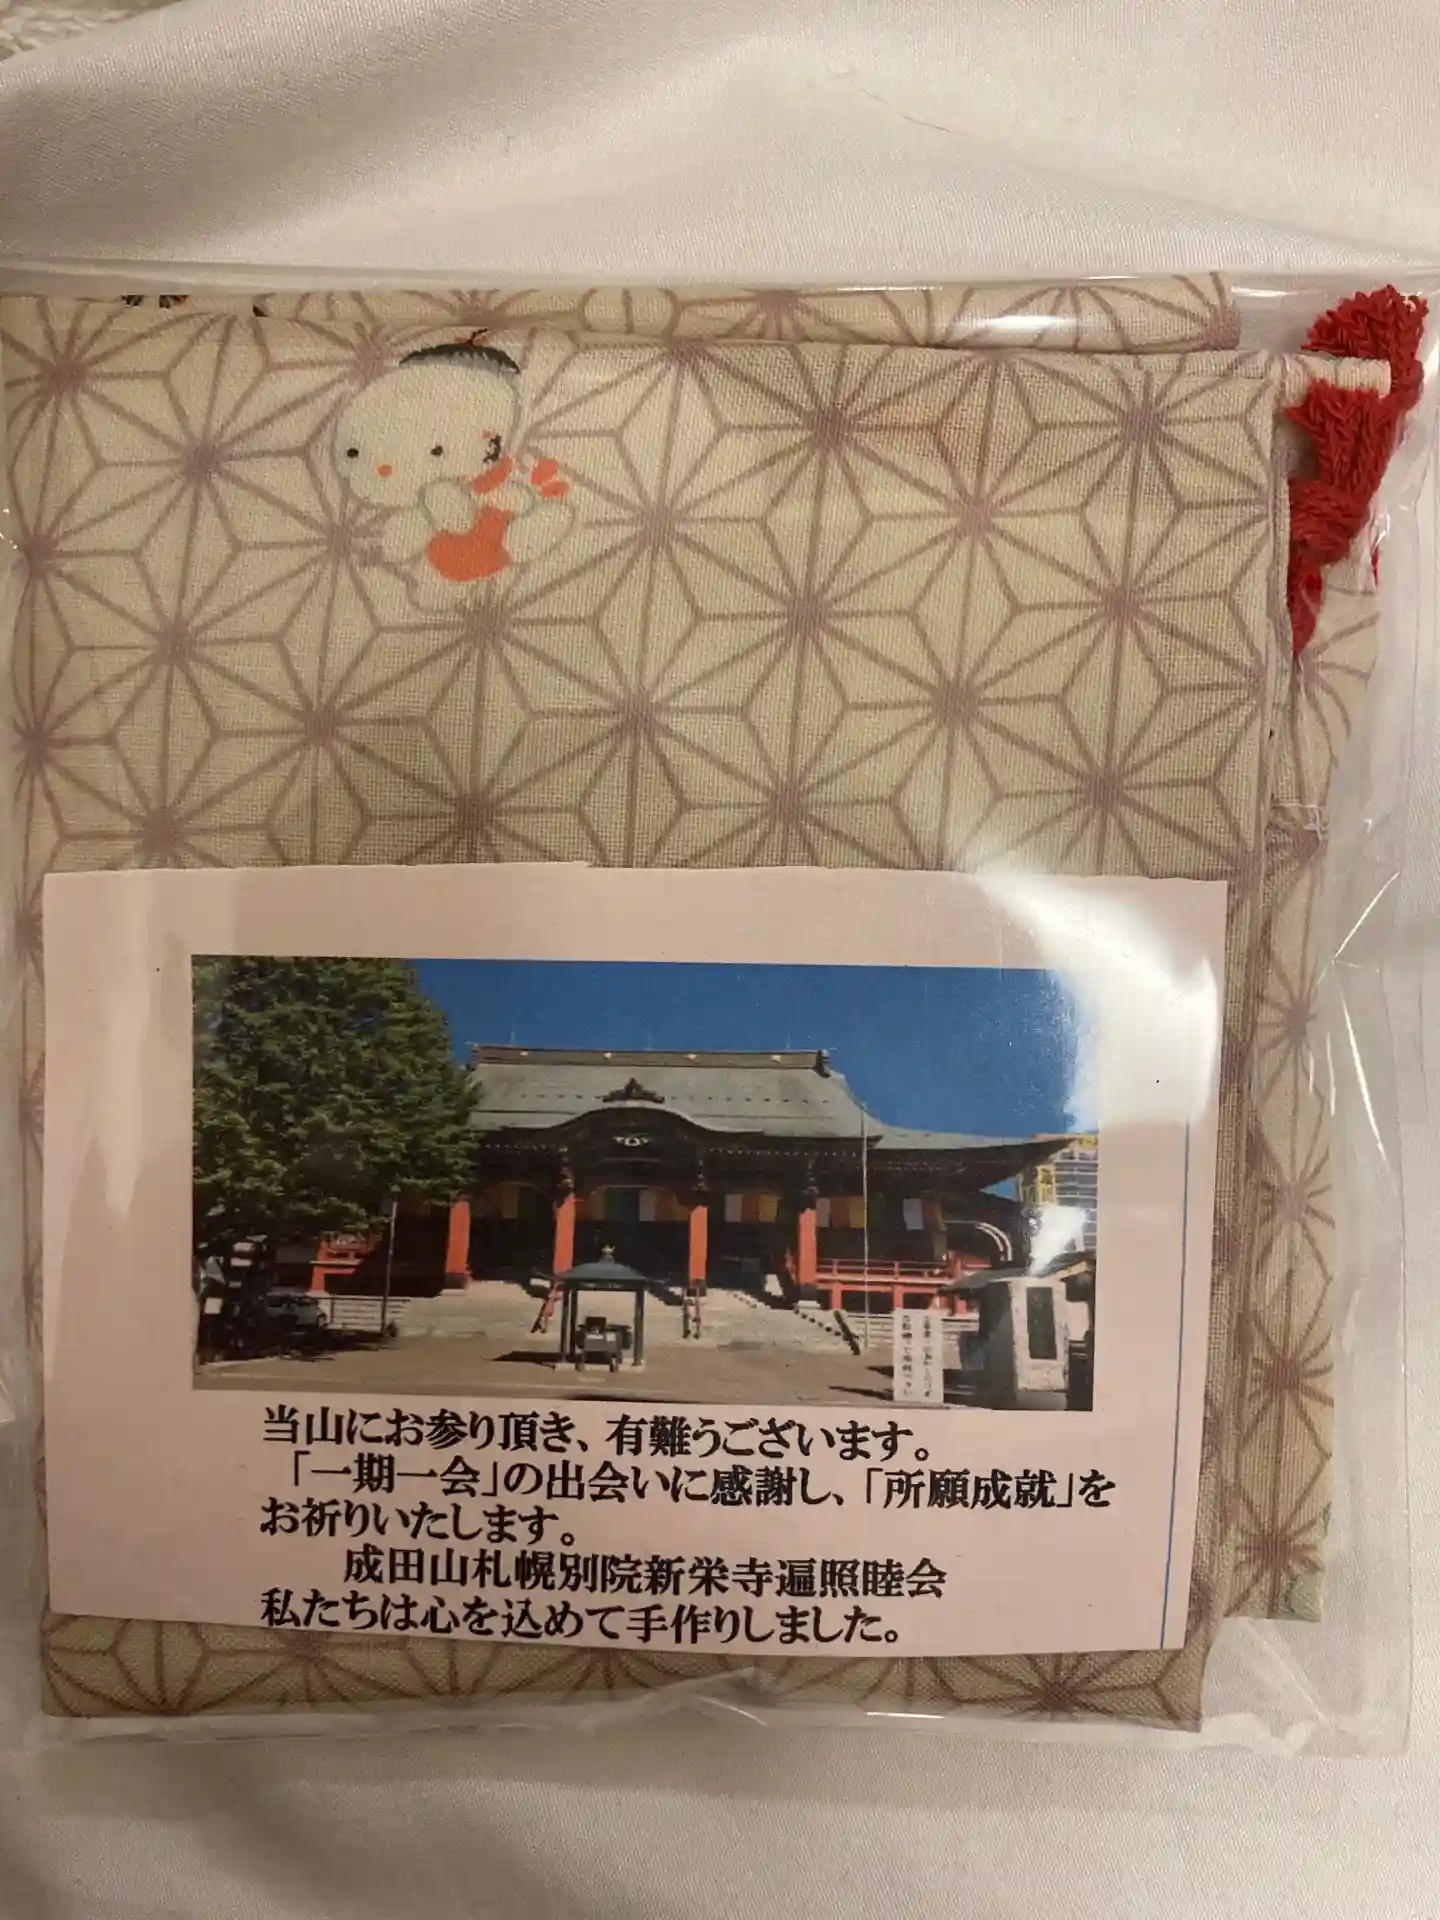 当山にお参り頂き、有難うございます。
「一期一会」の出会いに感謝し、「所願成就」を
お祈りいたします。
成田山札幌別院新栄寺遍照睦会
私たちは心を込めて手作りしました。